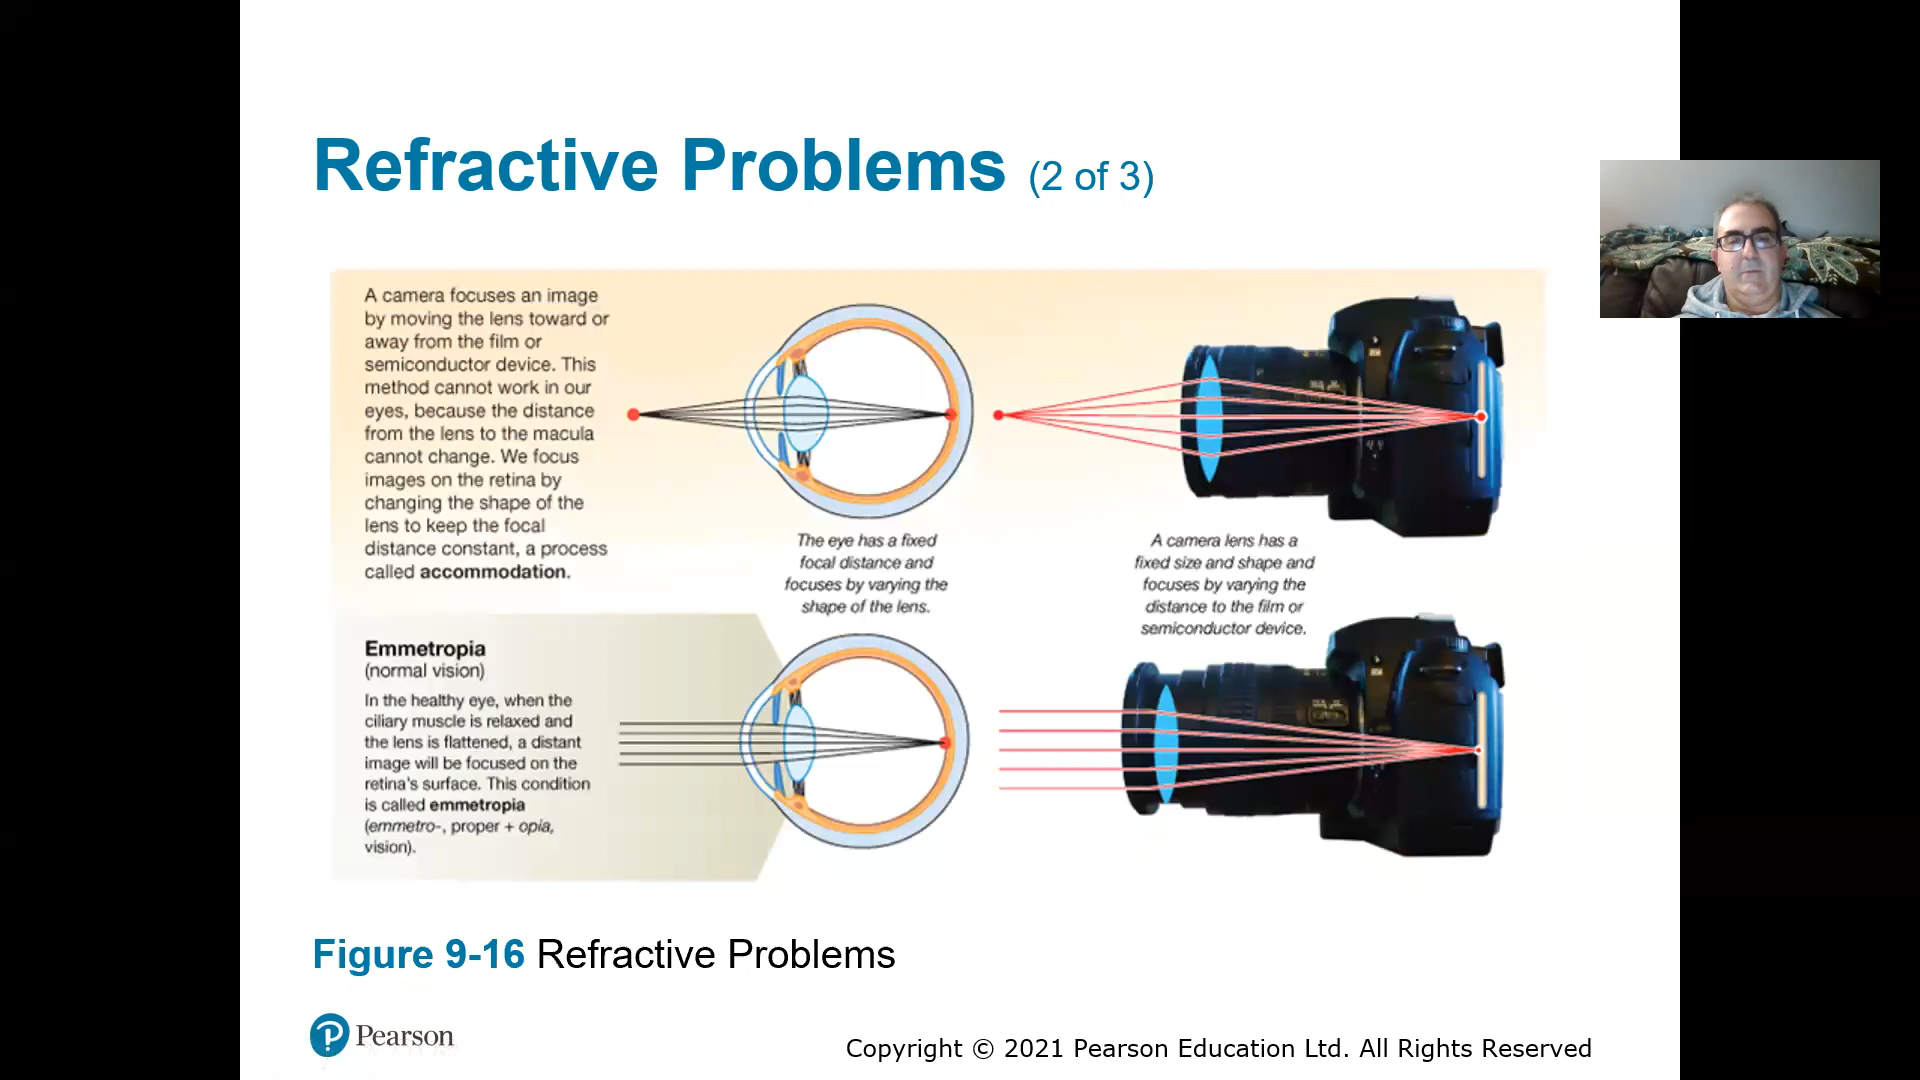 Refractive Problems (2 of 3)
A camera focuses an image
by moving the lens toward or
away from the film or
semiconductor device. This
method cannot work in our
eyes, because the distance
from the lens to the macula
cannot change. We focus
images on the retina by
changing the shape of the
lens to keep the focal
distance constant, a process
called accommodation.
The eye has a fixed
focal distance and
focuses by varying the
shape of the lens.
A camera lens has a
fixed size and shape and
focuses by varying the
distance to the film or
semiconductor device.
Emmetropia
(normal vision)
In the healthy eye, when the
ciliary muscle is relaxed and
the lens is flattened, a distant
image will be focused on the
retina's surface. This condition
is called emmetropia
(emmetro-, proper + opia,
vision).
Figure 9-16 Refractive Problems
Pearson
Copyright © 2021 Pearson Education Ltd. All Rights Reserved